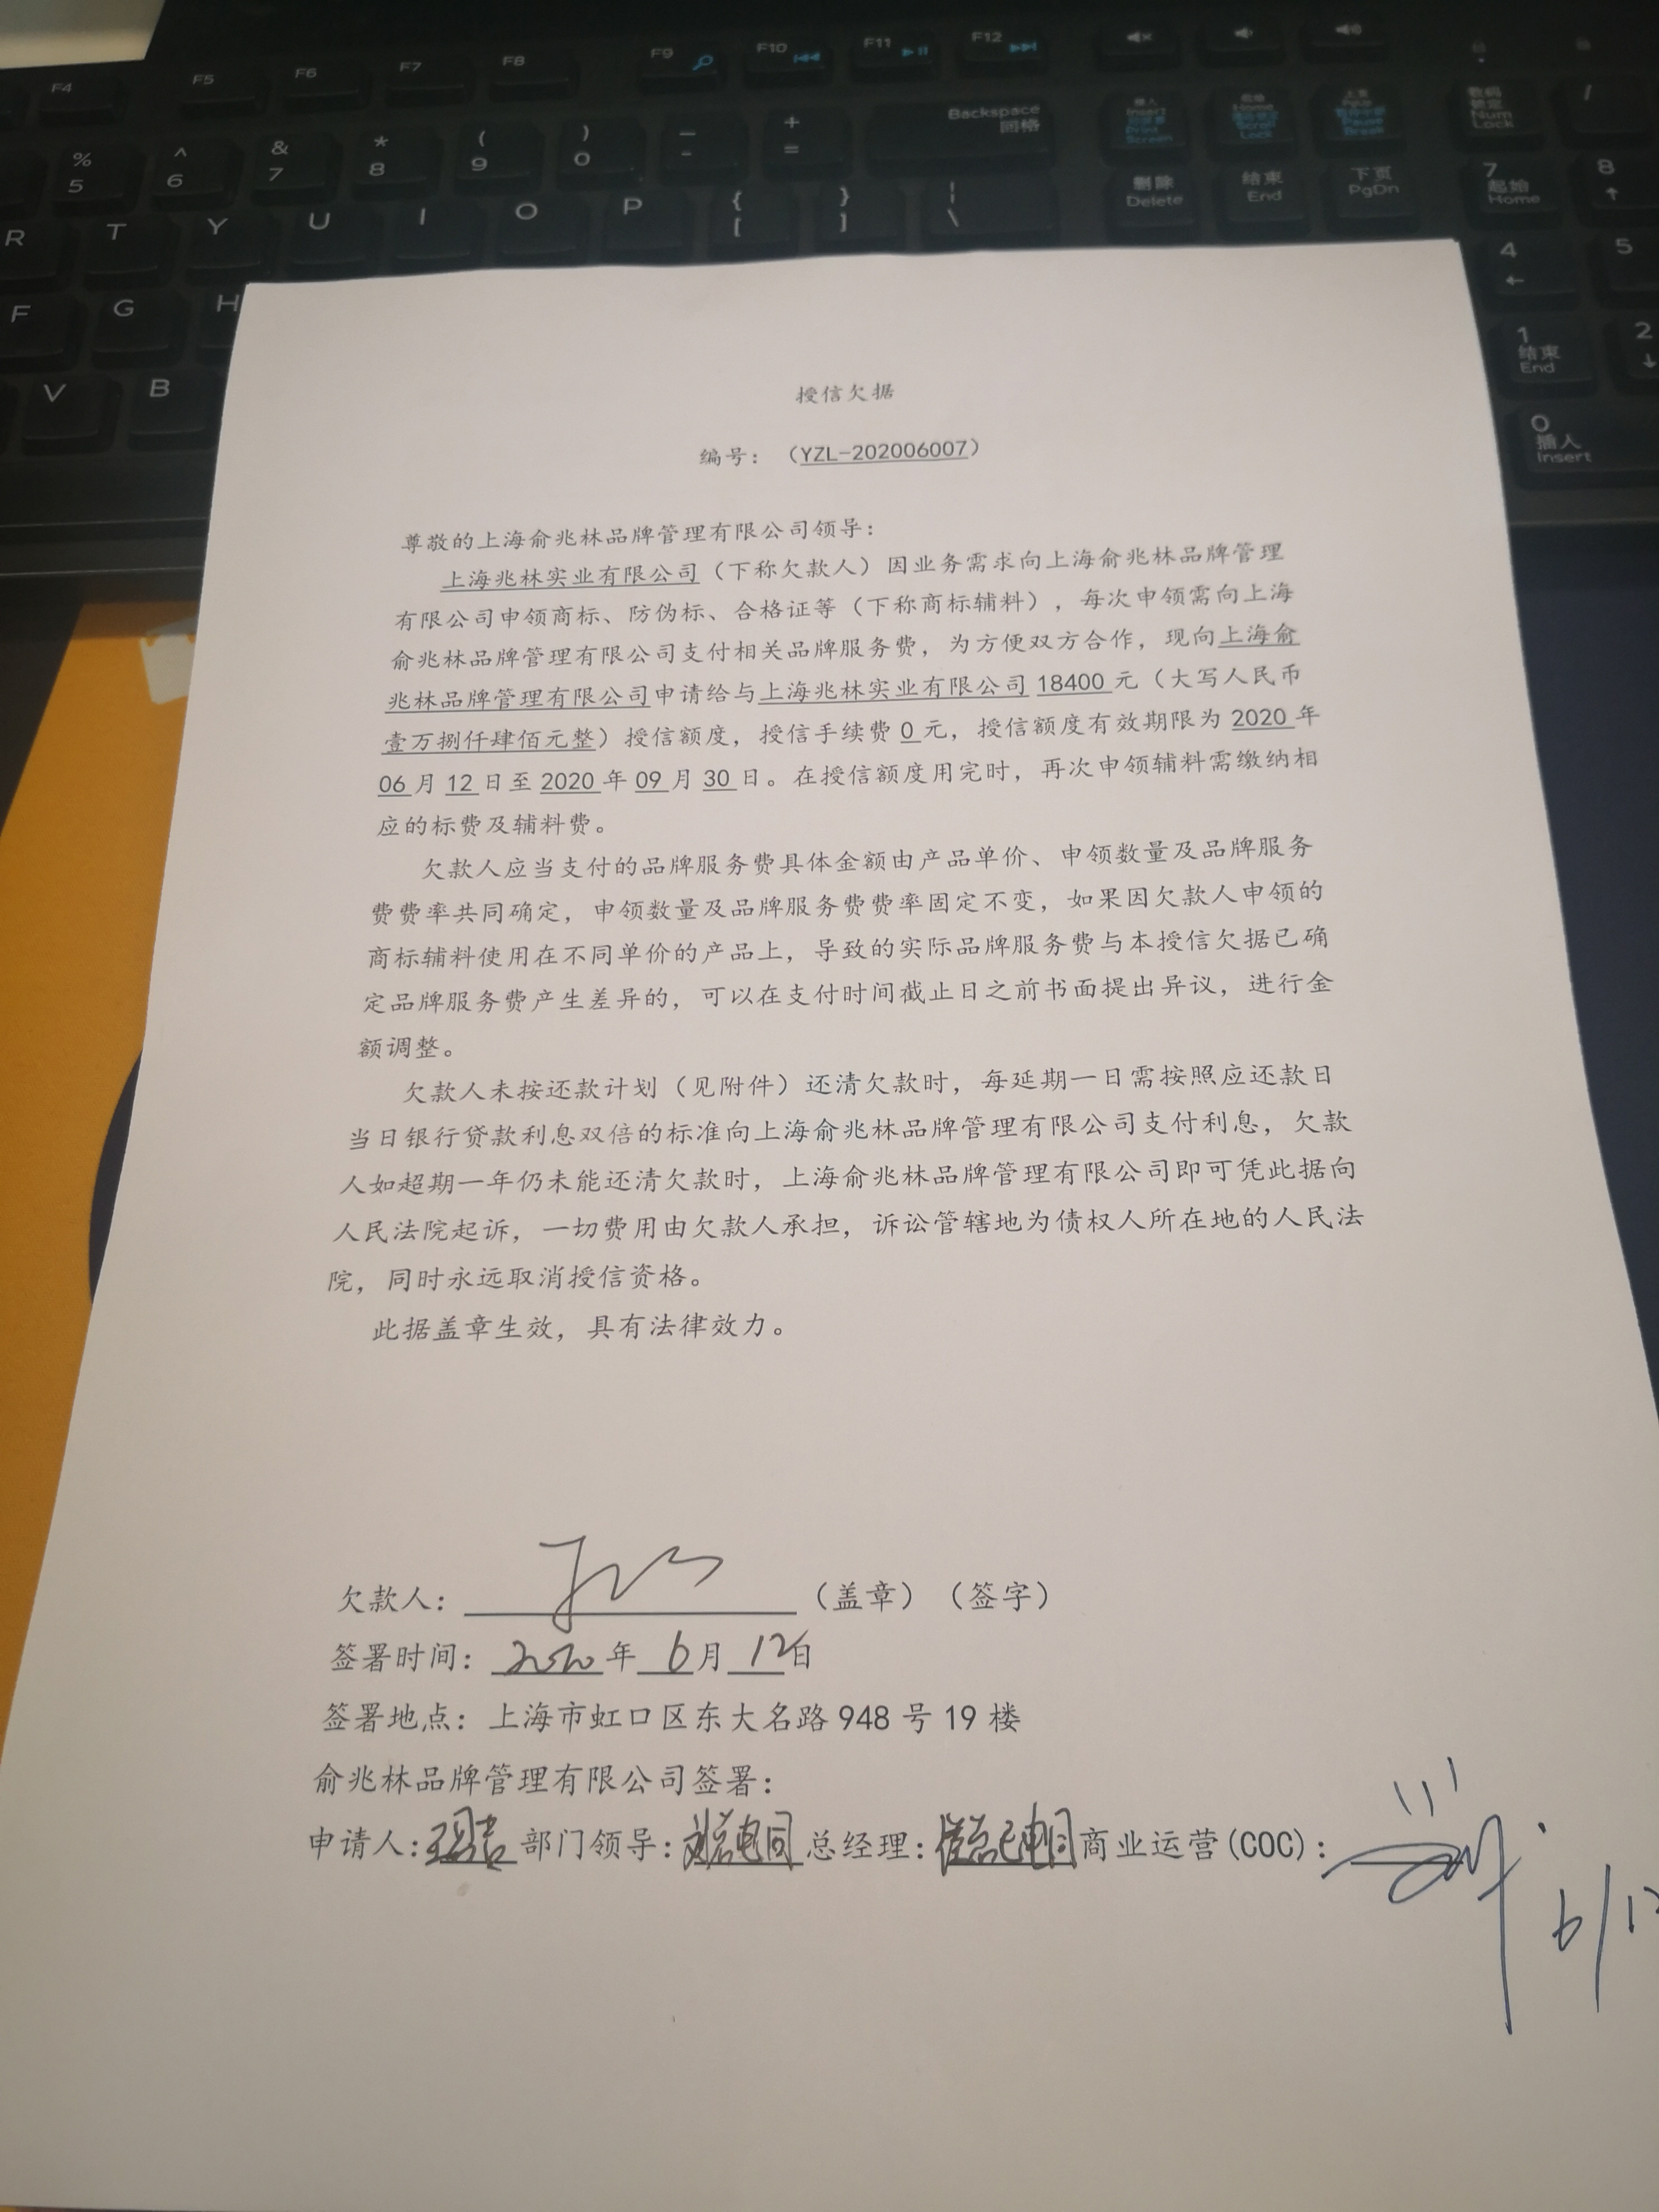 F4 F5 F6 F7 F8 F9 F10 F11 F12
Backspace
回格
插入
Insert
Print
Screen
Home
Scroll
Lock
上页
PgUp
Pause
Break
数码
锁定
Num
Lock
/
% 5 ^ 6 & 7 * 8 ( 9 ) 0 — - + =
删除
Delete
结束
End
下页
PgDn
7
起始
Home
8
↑
R T Y U I O P { [ } ] ¦ \
4
←
5
F G H
1
结束
End
2
↓
V B
0
插入
Insert
授信欠据
编号：（YZL-202006007）
尊敬的上海俞兆林品牌管理有限公司领导：
上海兆林实业有限公司（下称欠款人）因业务需求向上海俞兆林品牌管理
有限公司申领商标、防伪标、合格证等（下称商标辅料），每次申领需向上海
俞兆林品牌管理有限公司支付相关品牌服务费，为方便双方合作，现向上海俞
兆林品牌管理有限公司申请给与上海兆林实业有限公司 18400 元（大写人民币
壹万捌仟肆佰元整）授信额度，授信手续费 0 元，授信额度有效期限为 2020 年
06 月 12 日至 2020 年 09 月 30 日。在授信额度用完时，再次申领辅料需缴纳相
应的标费及辅料费。
欠款人应当支付的品牌服务费具体金额由产品单价、申领数量及品牌服务
费费率共同确定，申领数量及品牌服务费费率固定不变，如果因欠款人申领的
商标辅料使用在不同单价的产品上，导致的实际品牌服务费与本授信欠据已确
定品牌服务费产生差异的，可以在支付时间截止日之前书面提出异议，进行金
额调整。
欠款人未按还款计划（见附件）还清欠款时，每延期一日需按照应还款日
当日银行贷款利息双倍的标准向上海俞兆林品牌管理有限公司支付利息，欠款
人如超期一年仍未能还清欠款时，上海俞兆林品牌管理有限公司即可凭此据向
人民法院起诉，一切费用由欠款人承担，诉讼管辖地为债权人所在地的人民法
院，同时永远取消授信资格。
此据盖章生效，具有法律效力。
欠款人： （盖章）（签字）
签署时间：2020年 6月 12日
签署地点：上海市虹口区东大名路 948 号 19 楼
俞兆林品牌管理有限公司签署：
申请人: 部门领导: 总经理: 商业运营(COC):